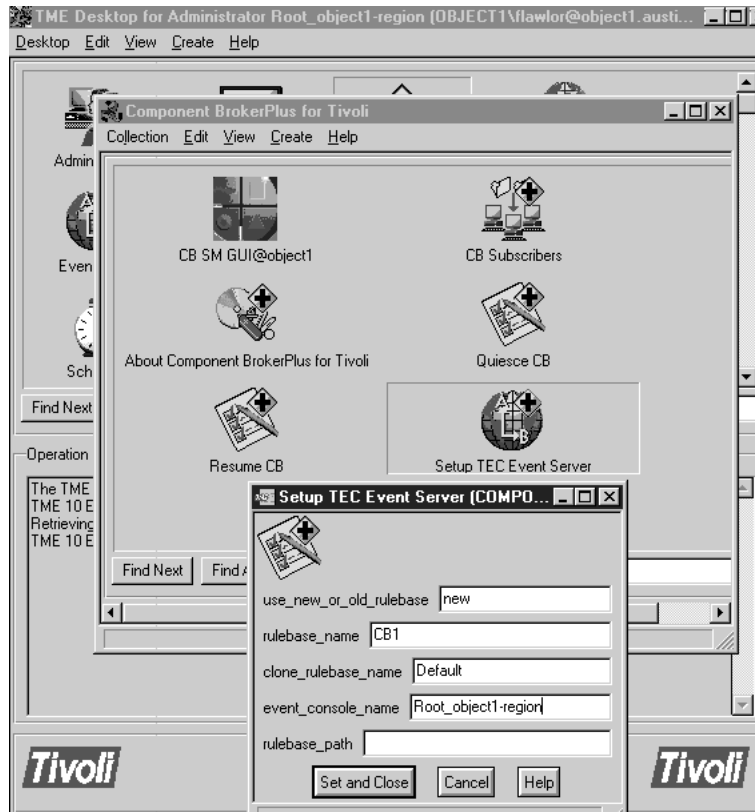 TME Desktop for Administrator Root_object1-region (OBJECT1\flawlor@object1.austi...
Desktop Edit View Create Help
Component BrokerPlus for Tivoli
Collection Edit View Create Help
Admin
CB SM GUI@object1
CB Subscribers
Even
About Component BrokerPlus for Tivoli
Quiesce CB
Sch
Find Next
Resume CB
Setup TEC Event Server
Operation
The TME
TME 10 E
Retrieving
TME 10 E
Setup TEC Event Server (COMPO...
Find Next Find A
use_new_or_old_rulebase new
rulebase_name CB1
clone_rulebase_name Default
event_console_name Root_object1-region
rulebase_path
Set and Close Cancel Help
Tivoli
Tivoli